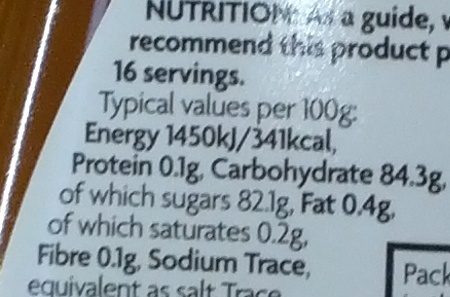 NUTRITION: As a guide, w
recommend this product p
16 servings.
Typical values per 100g:
Energy 1450kJ/341kcal,
Protein 0.1g, Carbohydrate 84.3g,
of which sugars 82.1g, Fat 0.4g,
of which saturates 0.2g,
Fibre 0.1g, Sodium Trace,
equivalent as salt Trace
Pack